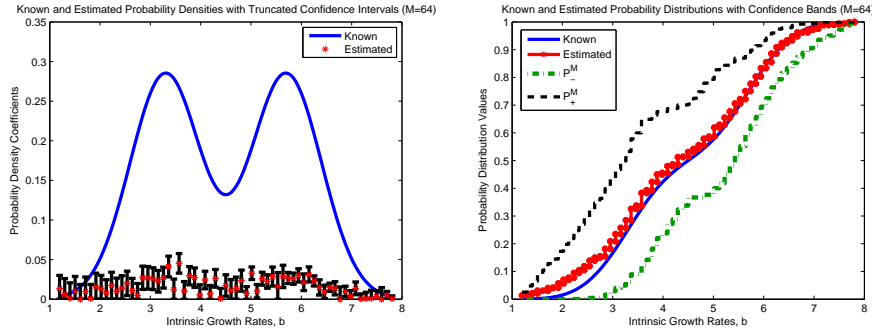 Known and Estimated Probability Densities with Truncated Confidence Intervals (M=64)
0.35
0.3
0.25
0.2
0.15
0.1
0.05
0
Probability Density Coefficients
Known
Estimated
1 2 3 4 5 6 7 8
Intrinsic Growth Rates, b
Known and Estimated Probability Distributions with Confidence Bands (M=64)
1
0.9
0.8
0.7
0.6
0.5
0.4
0.3
0.2
0.1
0
Probability Distribution Values
Known
Estimated
P_-^M
P_+^M
1 2 3 4 5 6 7 8
Intrinsic Growth Rates, b